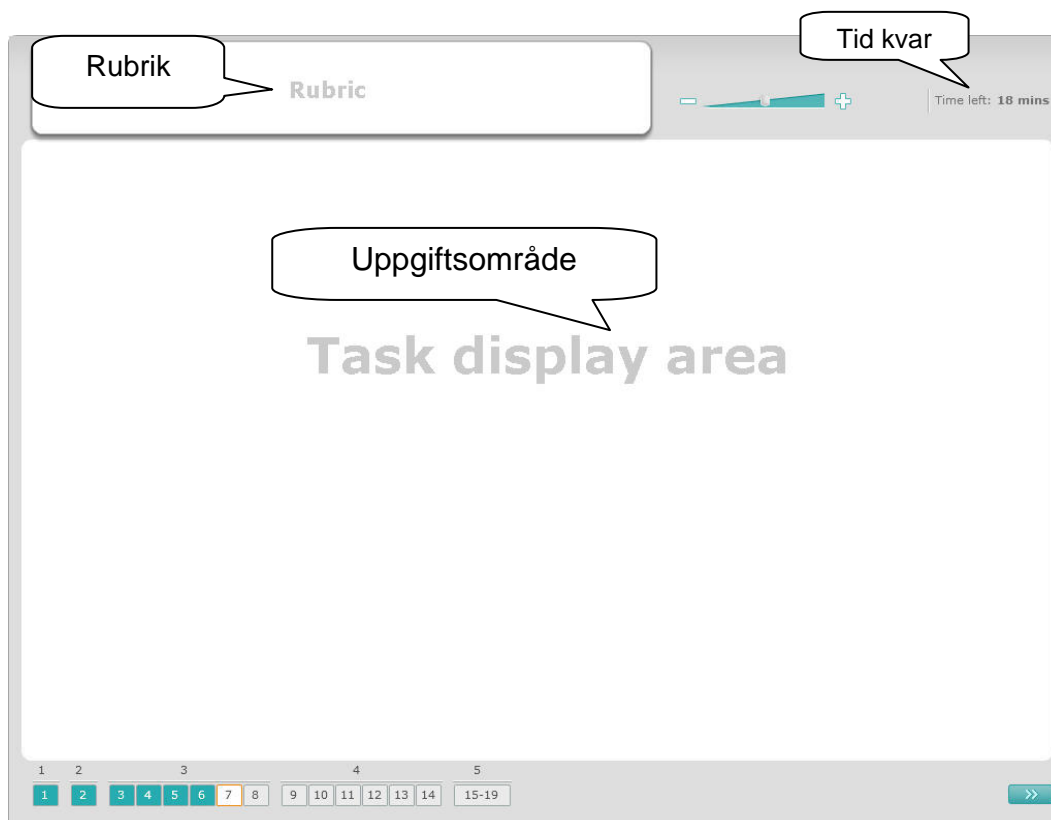 Rubrik
Tid kvar
Rubric
Time left: 18 mins
Uppgiftsområde
Task display area
1 2 3 4 5
1 2 3 4 5 6 7 8 9 10 11 12 13 14 15-19 >>